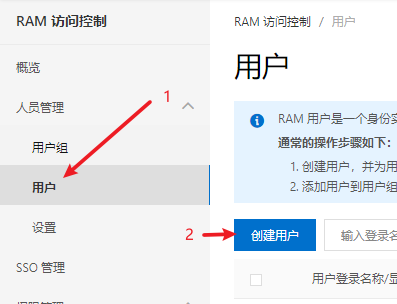 RAM 访问控制
概览
人员管理
1
用户组
用户
设置
SSO 管理
RAM 访问控制 / 用户
用户
RAM 用户是一个身份实
通常的操作步骤如下:
1. 创建用户，并为用
2. 添加用户到用户组
2
创建用户
输入登录名
用户登录名称/显